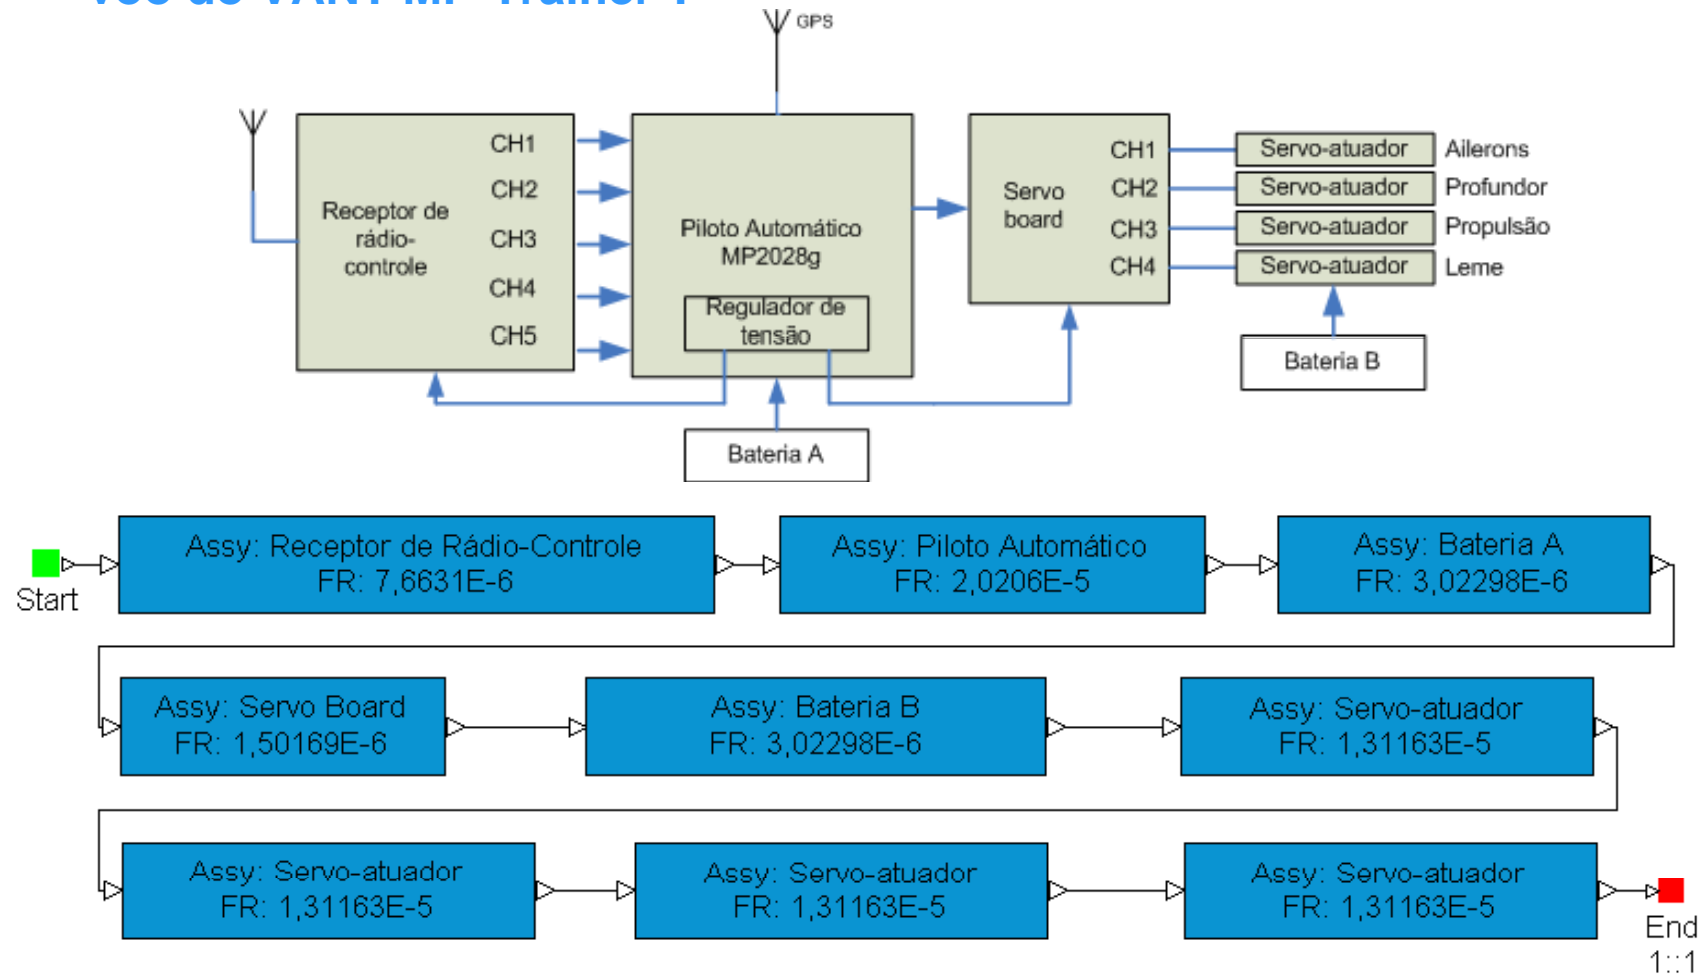 GPS
CH1
CH2
Receptor de
rádio-
controle
CH3
CH4
CH5
Piloto Automático
MP2028g
Regulador de
tensão
Bateria A
Servo
board
CH1
CH2
CH3
CH4
Servo-atuador
Ailerons
Servo-atuador
Profundor
Servo-atuador
Propulsão
Servo-atuador
Leme
Bateria B
Start
Assy: Receptor de Rádio-Controle
FR: 7,6631E-6
Assy: Piloto Automático
FR: 2,0206E-5
Assy: Bateria A
FR: 3,02298E-6
Assy: Servo Board
FR: 1,50169E-6
Assy: Bateria B
FR: 3,02298E-6
Assy: Servo-atuador
FR: 1,31163E-5
Assy: Servo-atuador
FR: 1,31163E-5
Assy: Servo-atuador
FR: 1,31163E-5
Assy: Servo-atuador
FR: 1,31163E-5
End
1::1